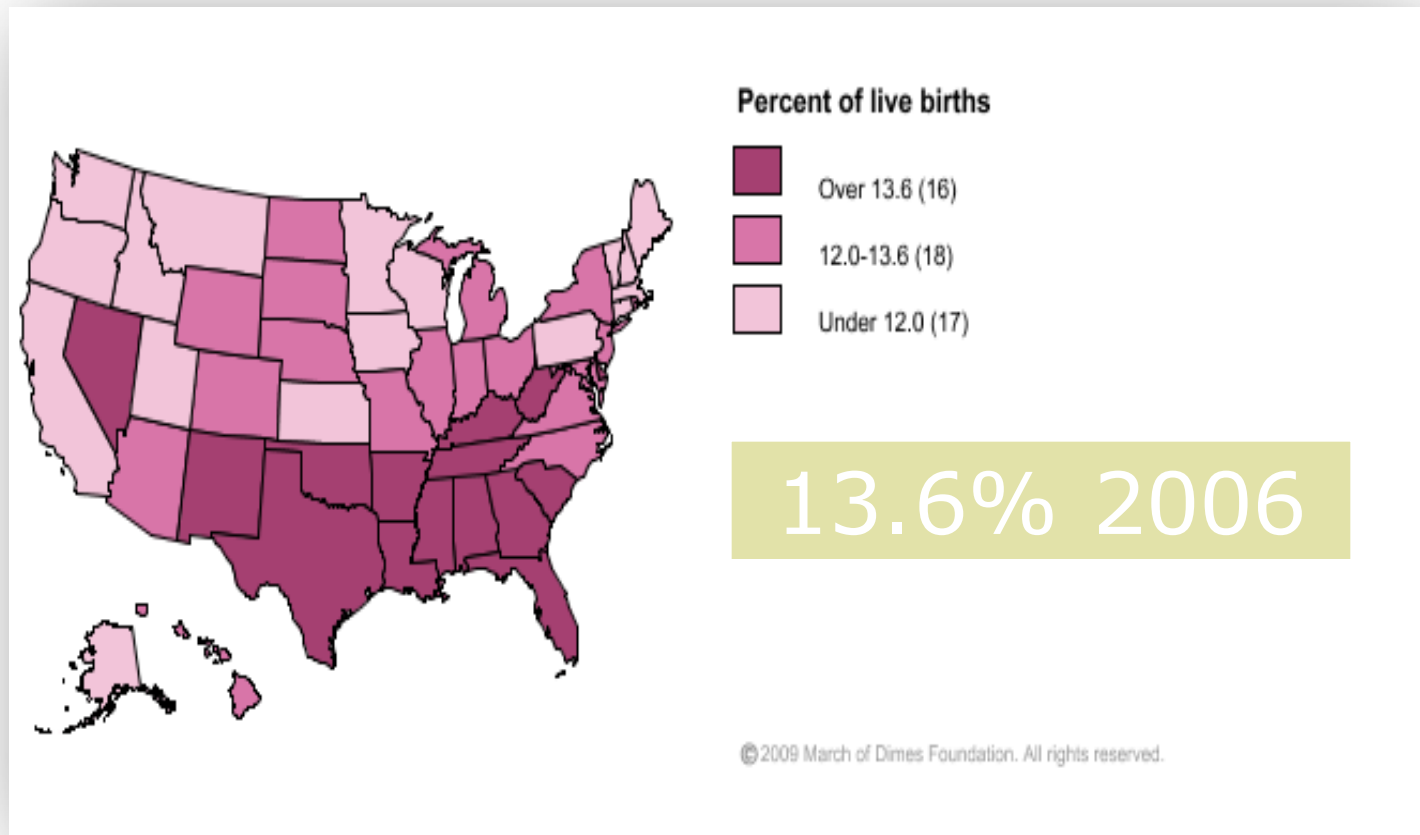 Percent of live births
Over 13.6 (16)
12.0-13.6 (18)
Under 12.0 (17)
13.6% 2006
©2009 March of Dimes Foundation. All rights reserved.